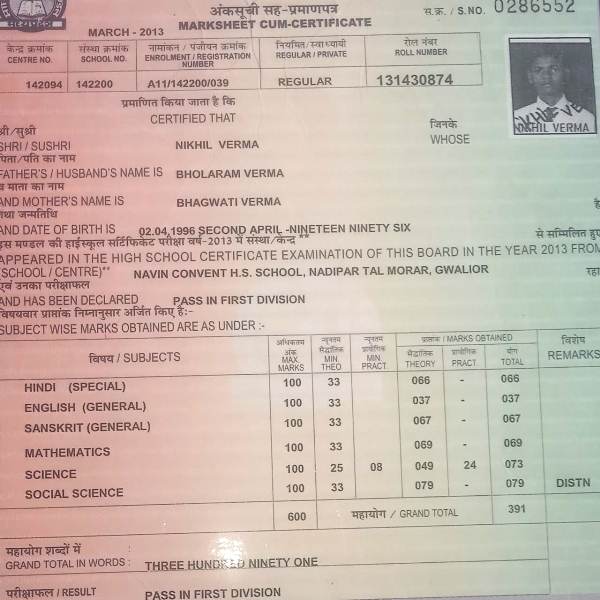 मध्यप्रदेश
अंकसूची सह-प्रमाणपत्र
स.क्र. / S.NO. 0286552
MARCH - 2013 MARKSHEET CUM-CERTIFICATE
केन्द्र क्रमांक संस्था क्रमांक नामांकन / पंजीयन क्रमांक नियमित/स्वाध्यायी रोल नंबर
CENTRE NO. SCHOOL NO. ENROLMENT / REGISTRATION NUMBER REGULAR / PRIVATE ROLL NUMBER
142094 142200 A11/142200/039 REGULAR 131430874
NIKHIL VERMA
प्रमाणित किया जाता है कि
CERTIFIED THAT
श्री/सुश्री जिनके
SHRI / SUSHRI NIKHIL VERMA WHOSE
पिता/पति का नाम
FATHER'S / HUSBAND'S NAME IS BHOLARAM VERMA
व माता का नाम
AND MOTHER'S NAME IS BHAGWATI VERMA
तथा जन्मतिथि है
AND DATE OF BIRTH IS 02.04.1996 SECOND APRIL -NINETEEN NINETY SIX
इस मण्डल की हाईस्कूल सर्टिफिकेट परीक्षा वर्ष-2013 में संस्था/केन्द्र ** से सम्मिलित हुए
APPEARED IN THE HIGH SCHOOL CERTIFICATE EXAMINATION OF THIS BOARD IN THE YEAR 2013 FROM
(SCHOOL / CENTRE)** NAVIN CONVENT H.S. SCHOOL, NADIPAR TAL MORAR, GWALIOR रहा
एवं उनका परीक्षाफल
AND HAS BEEN DECLARED PASS IN FIRST DIVISION
विषयवार प्राप्तांक निम्नानुसार अर्जित किए है:-
SUBJECT WISE MARKS OBTAINED ARE AS UNDER :-
विषय / SUBJECTS अधिकतम अंक MAX. MARKS न्यूनतम सैद्धांतिक MIN. THEO न्यूनतम प्रायोगिक MIN. PRACT. प्राप्तांक / MARKS OBTAINED विशेष REMARKS
सैद्धांतिक THEORY प्रायोगिक PRACT. योग TOTAL
HINDI (SPECIAL) 100 33 066 - 066
ENGLISH (GENERAL) 100 33 037 - 037
SANSKRIT (GENERAL) 100 33 067 - 067
MATHEMATICS 100 33 069 - 069
SCIENCE 100 25 08 049 24 073
SOCIAL SCIENCE 100 33 079 - 079 DISTN
600 महायोग / GRAND TOTAL 391
महायोग शब्दों में :
GRAND TOTAL IN WORDS : THREE HUNDRED NINETY ONE
परीक्षाफल / RESULT PASS IN FIRST DIVISION